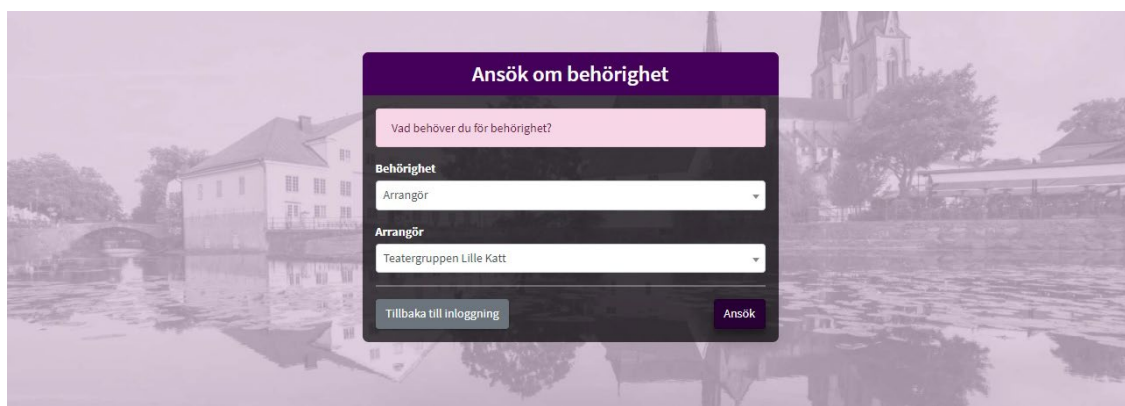 Ansök om behörighet
Vad behöver du för behörighet?
Behörighet
Arrangör
Arrangör
Teatergruppen Lille Katt
Tillbaka till inloggning
Ansök